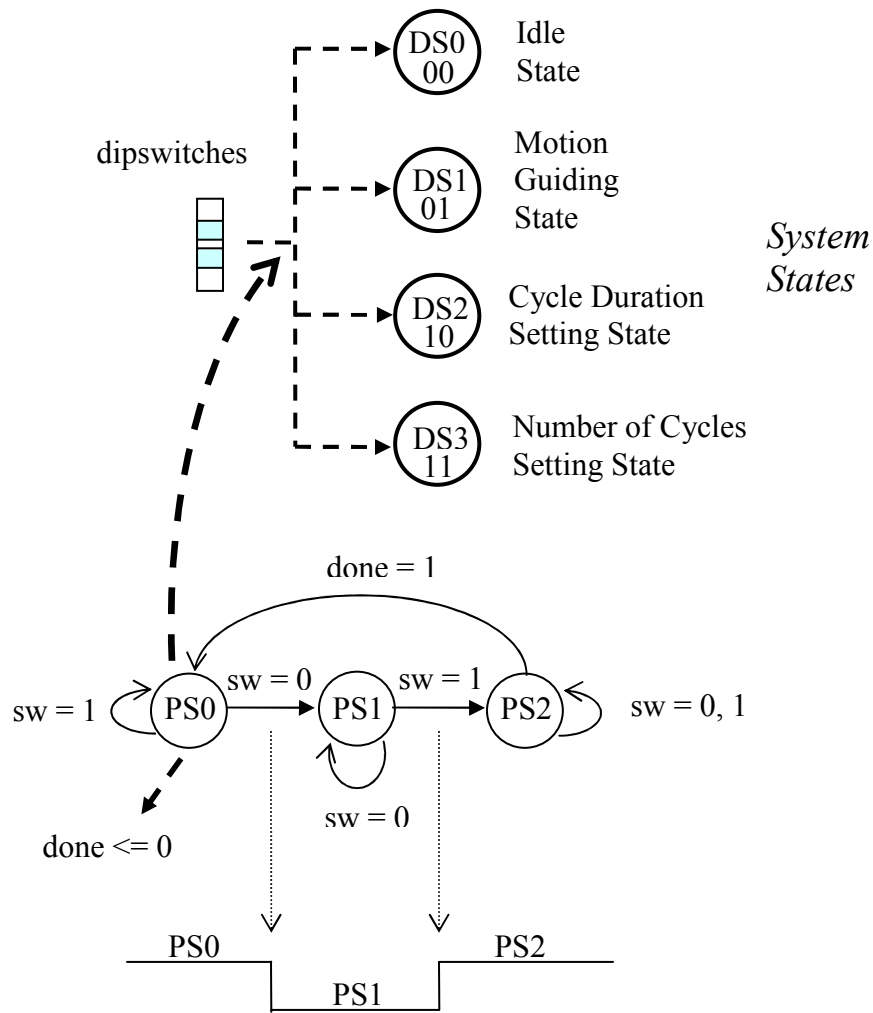 DS0
00
Idle
State
dipswitches
DS1
01
Motion
Guiding
State
System
States
DS2
10
Cycle Duration
Setting State
DS3
11
Number of Cycles
Setting State
done = 1
sw = 1
PS0
sw = 0
PS1
sw = 1
PS2
sw = 0, 1
sw = 0
done <= 0
PS0
PS1
PS2